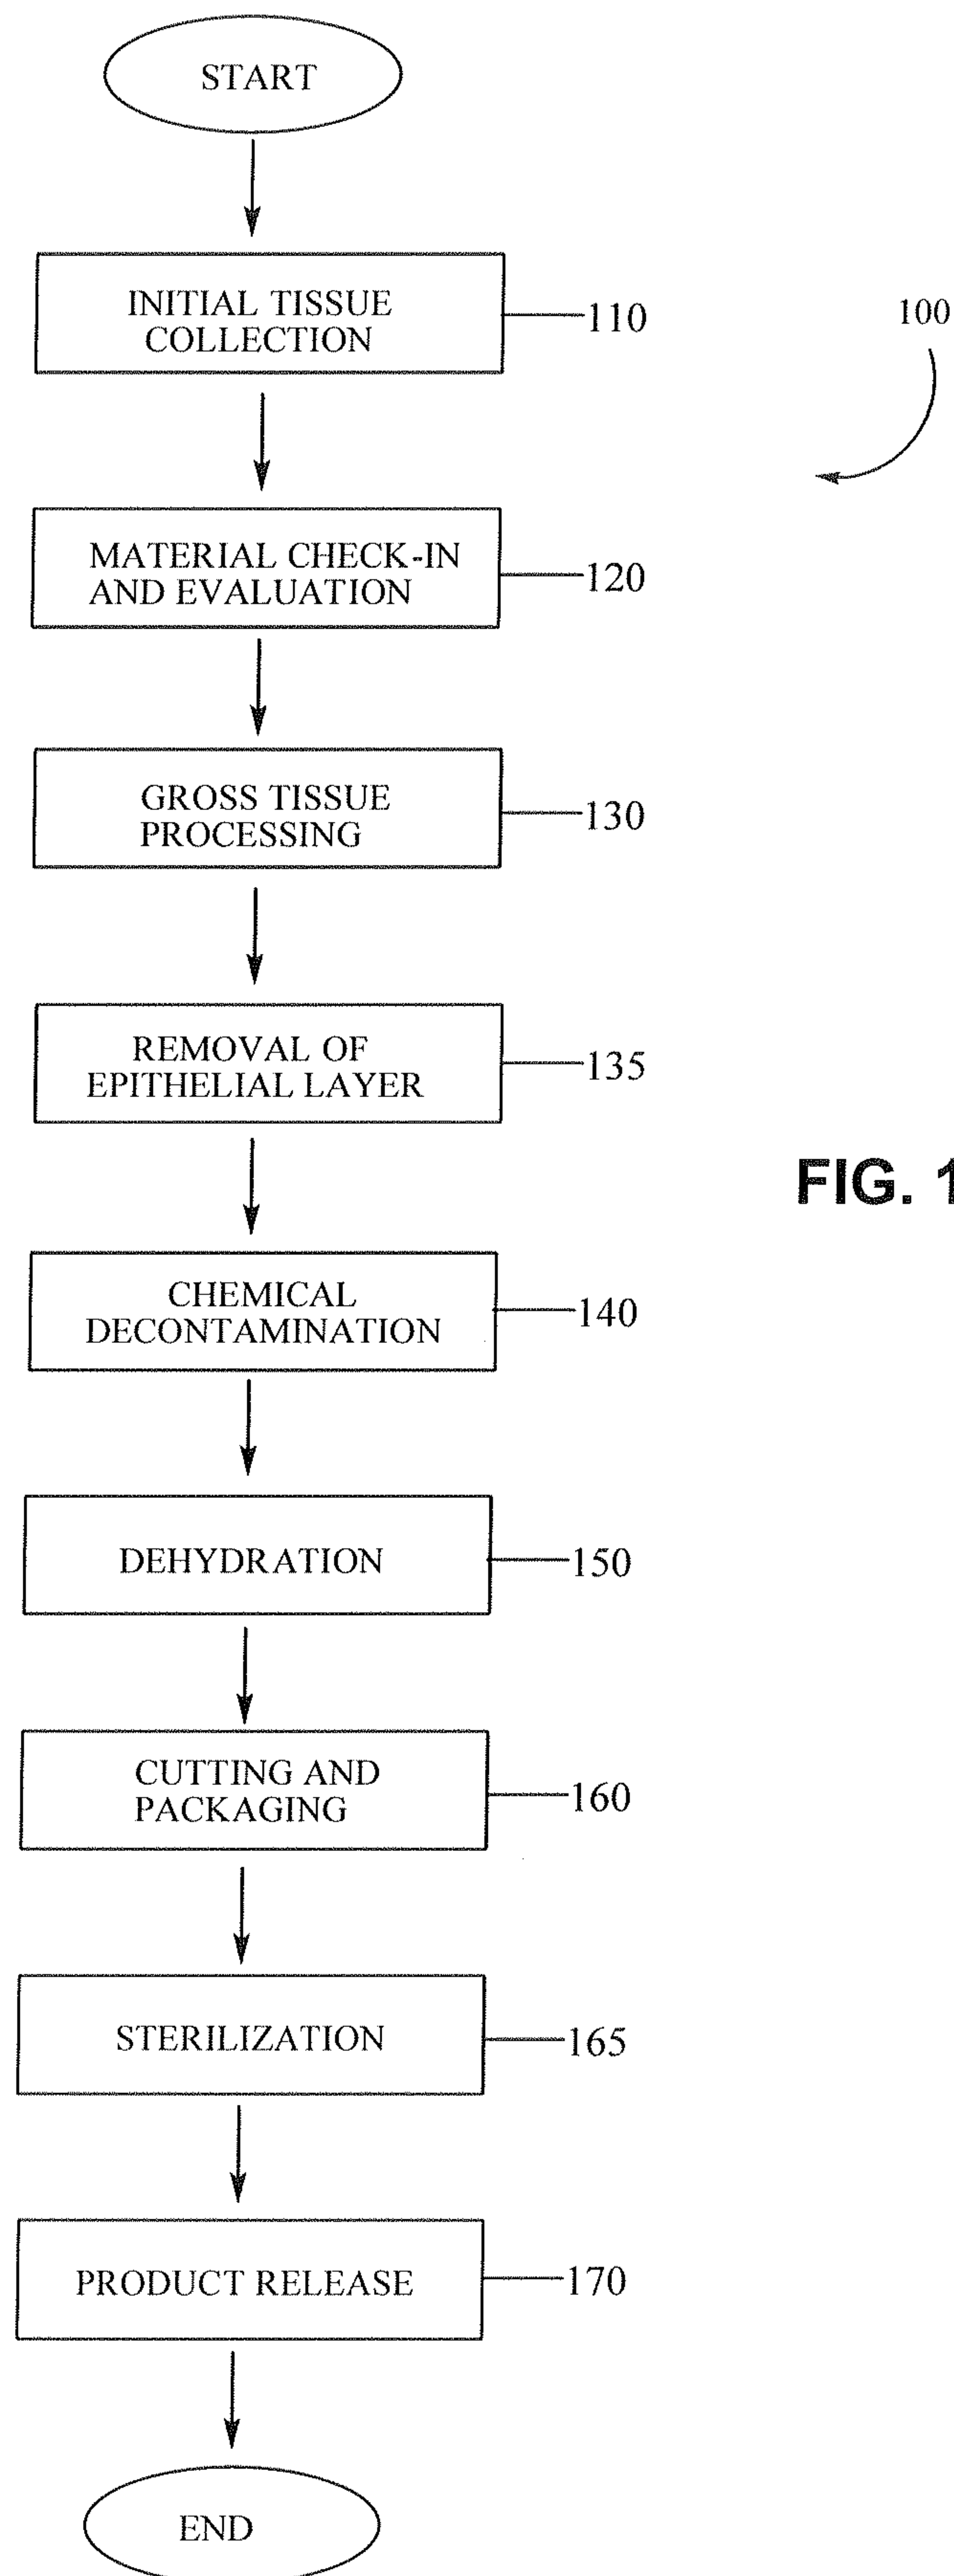 START
INITIAL TISSUE
COLLECTION
110
100
MATERIAL CHECK-IN
AND EVALUATION
120
GROSS TISSUE
PROCESSING
130
REMOVAL OF
EPITHELIAL LAYER
135
FIG. 1
CHEMICAL
DECONTAMINATION
140
DEHYDRATION
150
CUTTING AND
PACKAGING
160
STERILIZATION
165
PRODUCT RELEASE
170
END